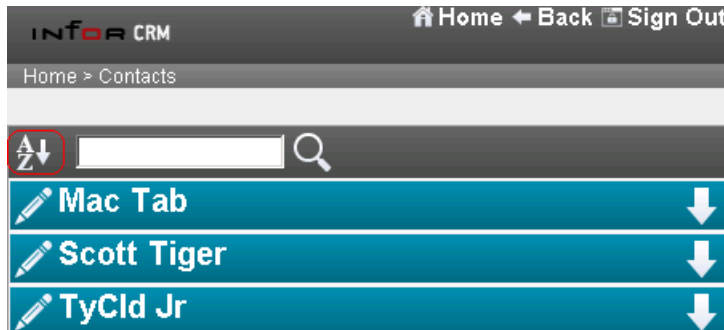 infor CRM
Home Back Sign Out
Home > Contacts
AZ
Mac Tab
Scott Tiger
TyCld Jr